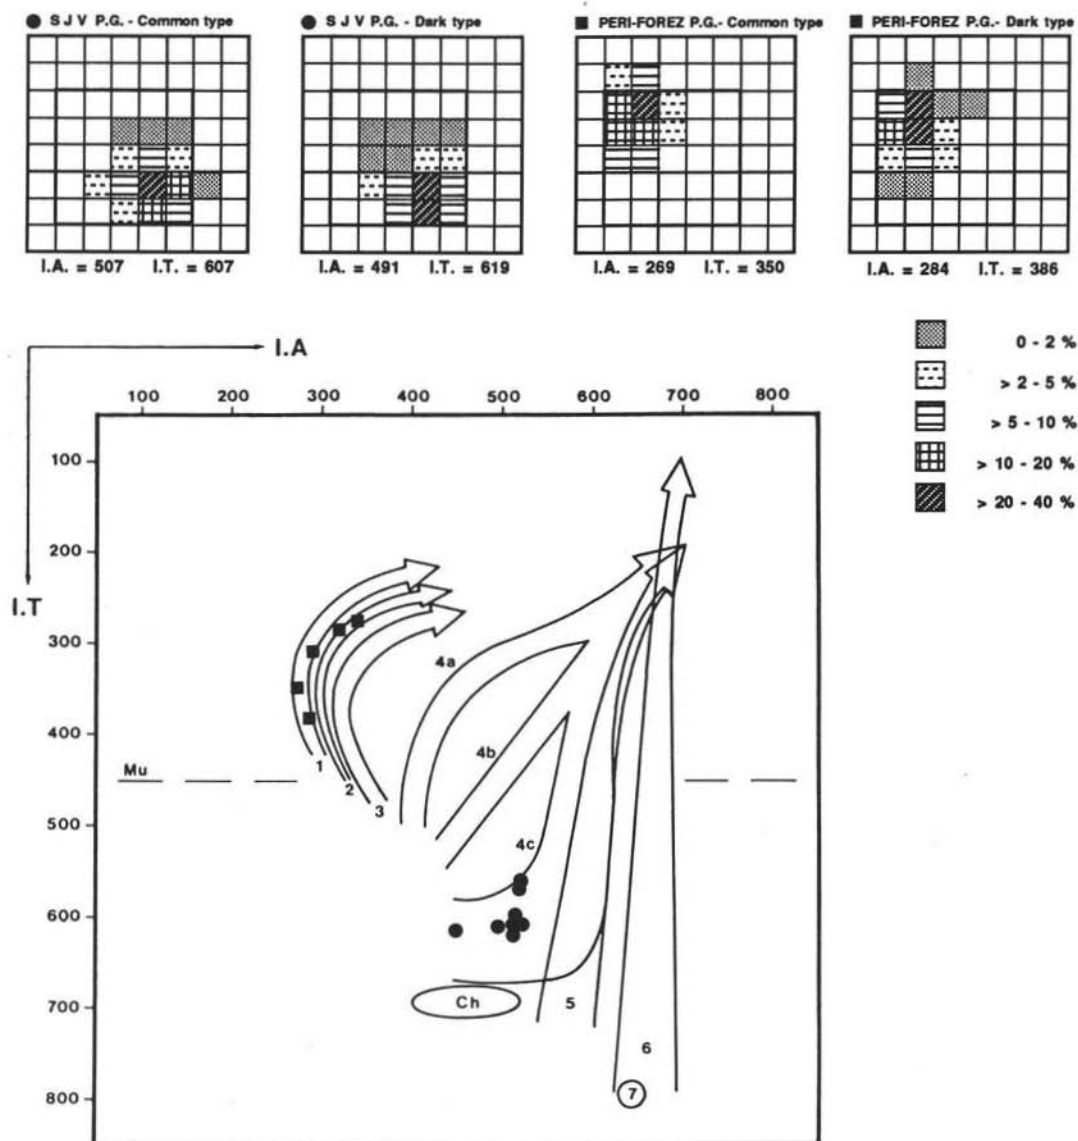 S J V P.G. - Common type
S J V P.G. - Dark type
PERI-FOREZ P.G. - Common type
PERI-FOREZ P.G.- Dark type
I.A. = 507 I.T. = 607
I.A. = 491 I.T. = 619
I.A. = 269 I.T. = 350
I.A. = 284 I.T. = 386
0 - 2 %
> 2 - 5 %
> 5 - 10 %
> 10 - 20 %
> 20 - 40 %
I.A
I.T
100 200 300 400 500 600 700 800
100
200
300
400
500
600
700
800
Mu
1
2
3
4a
4b
4c
Ch
5
6
7